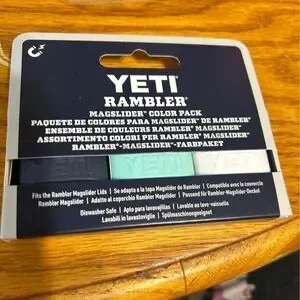 YETI
RAMBLER®
MAGSLIDER™ COLOR PACK
PAQUETE DE COLORES PARA MAGSLIDER™ DE RAMBLER®
ENSEMBLE DE COULEURS RAMBLER® MAGSLIDER™
ASSORTIMENTO COLORI PER RAMBLER® MAGSLIDER™
RAMBLER®-MAGSLIDER™-FARBPAKET
YETI YETI YETI
Fits the Rambler Magslider Lids | Se adapta a la tapa Magslider de Rambler | Compatible avec le couvercle
Rambler Magslider | Adatto al coperchio Rambler Magslider | Passend für Rambler-Magslider-Deckel
Dishwasher Safe | Apto para lavavajillas | Lavable au lave-vaisselle
Lavabili in lavastoviglie | Spülmaschinengeeignet